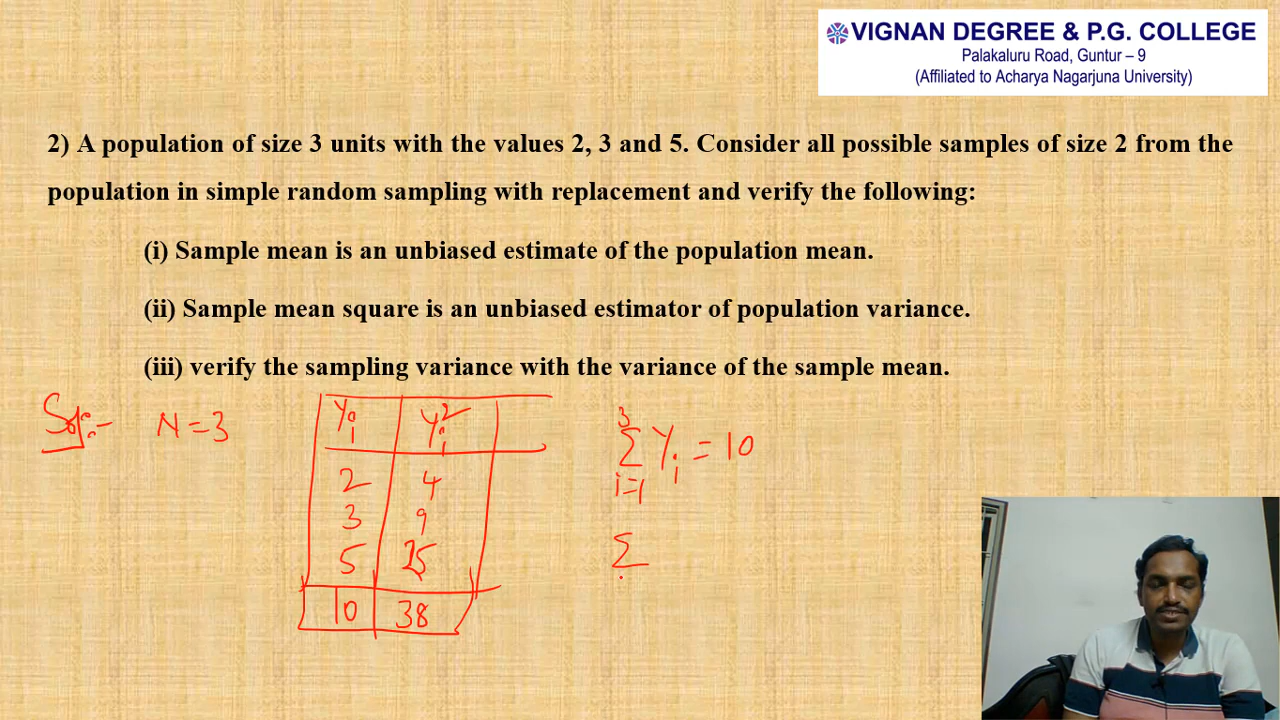 VIGNAN DEGREE & P.G. COLLEGE
Palakaluru Road, Guntur – 9
(Affiliated to Acharya Nagarjuna University)
2) A population of size 3 units with the values 2, 3 and 5. Consider all possible samples of size 2 from the
population in simple random sampling with replacement and verify the following:
(i) Sample mean is an unbiased estimate of the population mean.
(ii) Sample mean square is an unbiased estimator of population variance.
(iii) verify the sampling variance with the variance of the sample mean.
Sol:- N = 3
Yi Yi²
2 4
3 9
5 25
10 38
3
Σ Yi = 10
i=1
Σ